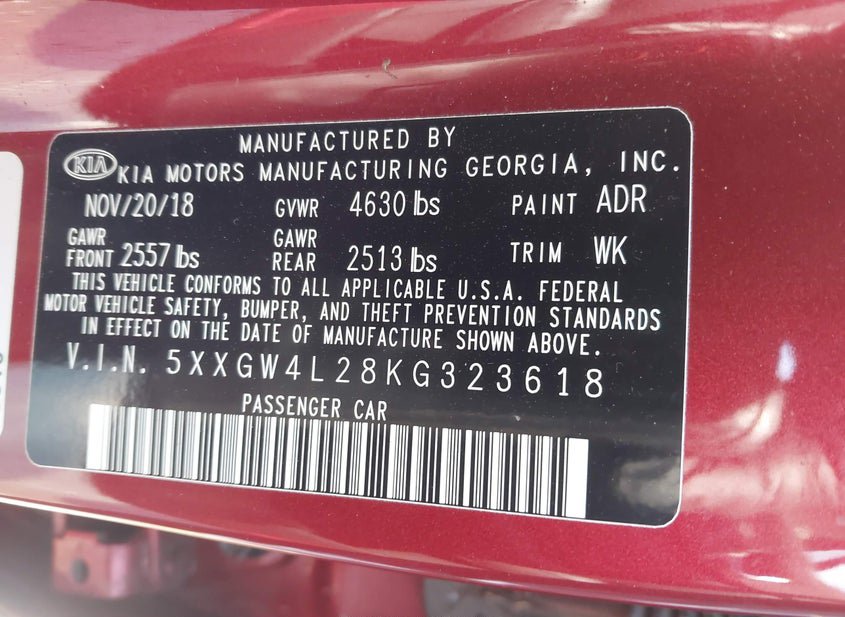 MANUFACTURED BY
KIA KIA MOTORS MANUFACTURING GEORGIA, INC.
NOV/20/18 GVWR 4630 lbs PAINT ADR
GAWR FRONT 2557 lbs GAWR REAR 2513 lbs TRIM WK
THIS VEHICLE CONFORMS TO ALL APPLICABLE U.S.A. FEDERAL
MOTOR VEHICLE SAFETY, BUMPER, AND THEFT PREVENTION STANDARDS
IN EFFECT ON THE DATE OF MANUFACTURE SHOWN ABOVE.
V.I.N. 5XXGW4L28KG323618
PASSENGER CAR